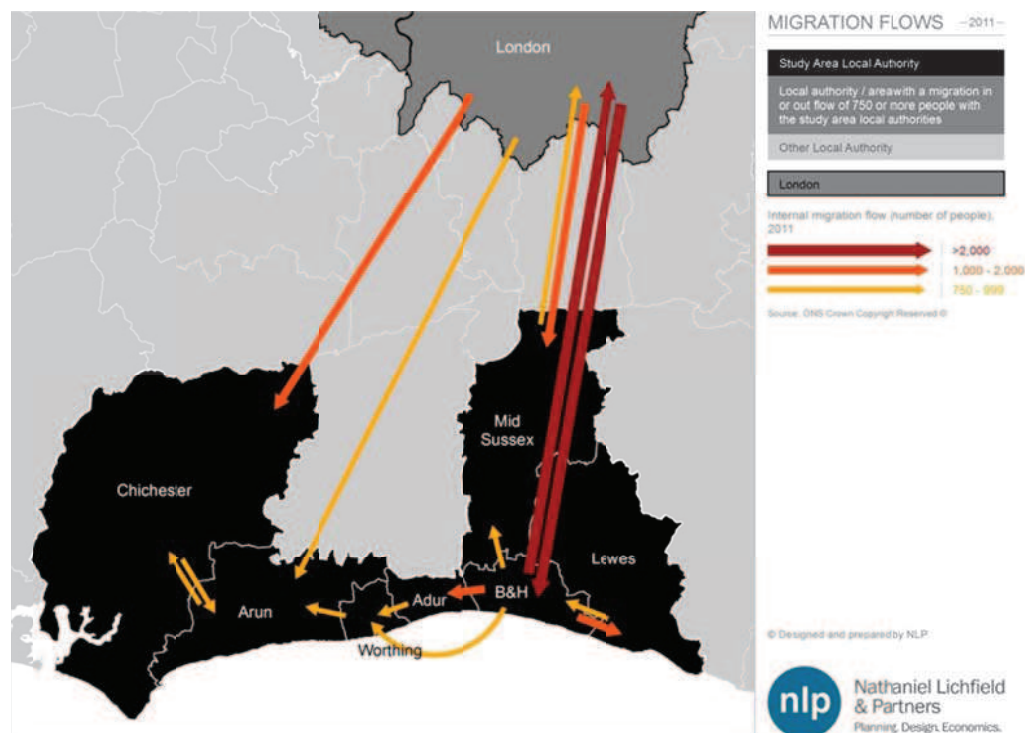 London
Chichester
Mid
Sussex
Lewes
Arun
Adur
B&H
Worthing
MIGRATION FLOWS –2011–
Study Area Local Authority
Local authority / areawith a migration in
or out flow of 750 or nore people with
the study area local authorities
Other Local Authority
London
Internal migration flow (number of people),
2011
>2,000
1,000 - 2,000
750 - 999
Source: ONS Crown Copyrigh Reserved ©
© Designed and preparedby NLP
nlp
Nathaniel Lichfield
& Partners
Planning. Design. Economics.